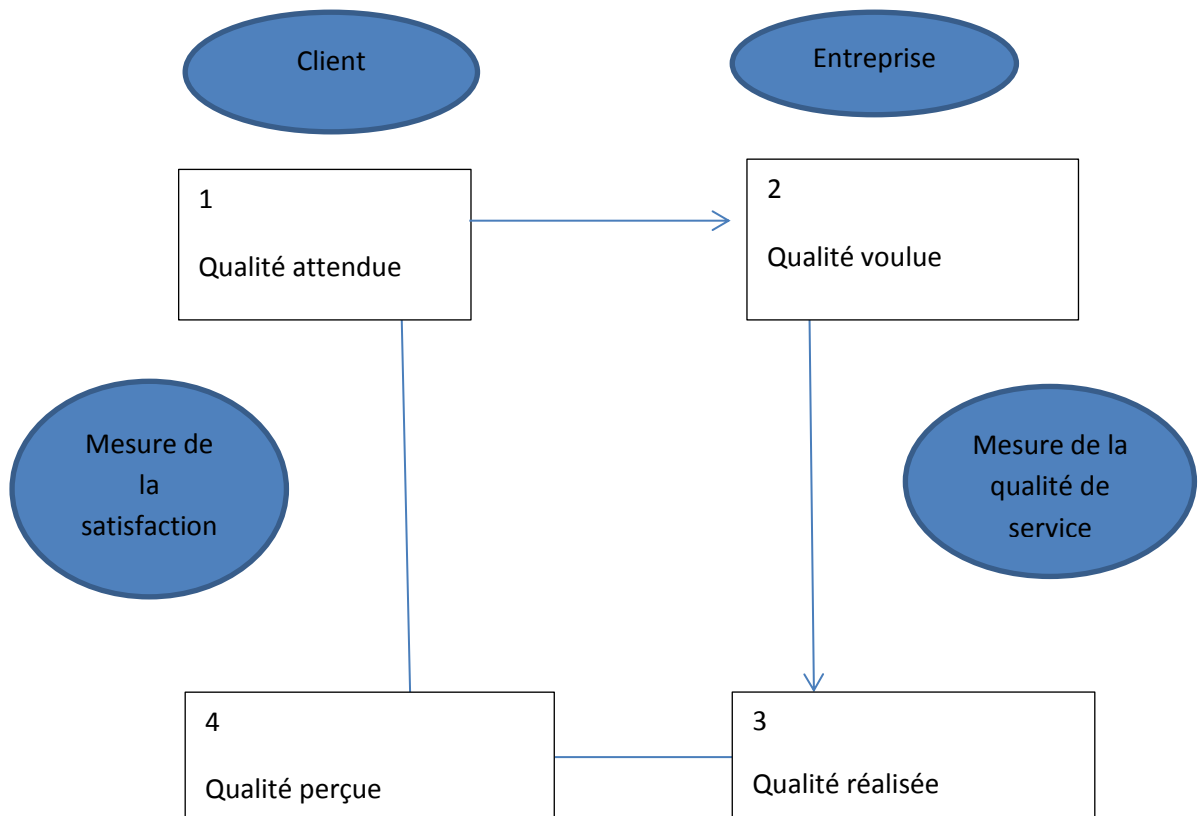 Client
Entreprise
1
Qualité attendue
2
Qualité voulue
Mesure de
la
satisfaction
Mesure de la
qualité de
service
4
Qualité perçue
3
Qualité réalisée